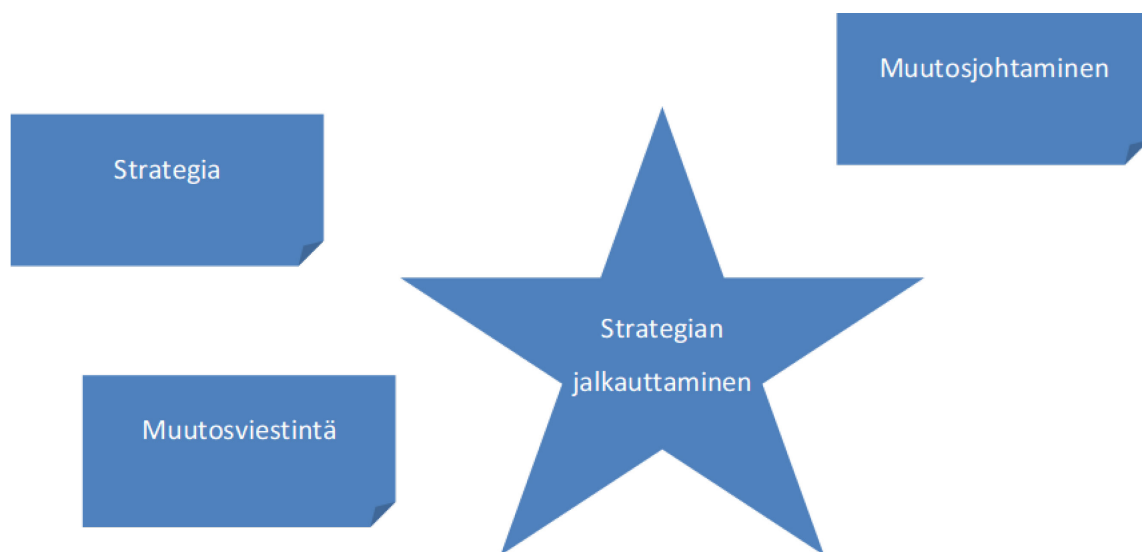 Muutosjohtaminen
Strategia
Strategian
jalkauttaminen
Muutosviestintä